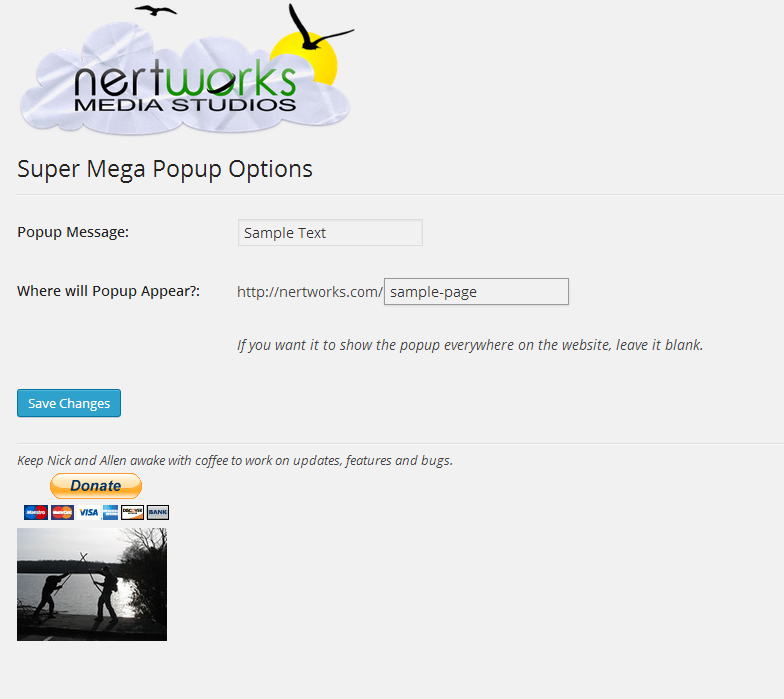 nertworks
MEDIA STUDIOS
Super Mega Popup Options
Popup Message:
Sample Text
Where will Popup Appear?:
http://nertworks.com/
sample-page
If you want it to show the popup everywhere on the website, leave it blank.
Save Changes
Keep Nick and Allen awake with coffee to work on updates, features and bugs.
Donate
Maestro MasterCard VISA DISCOVER BANK